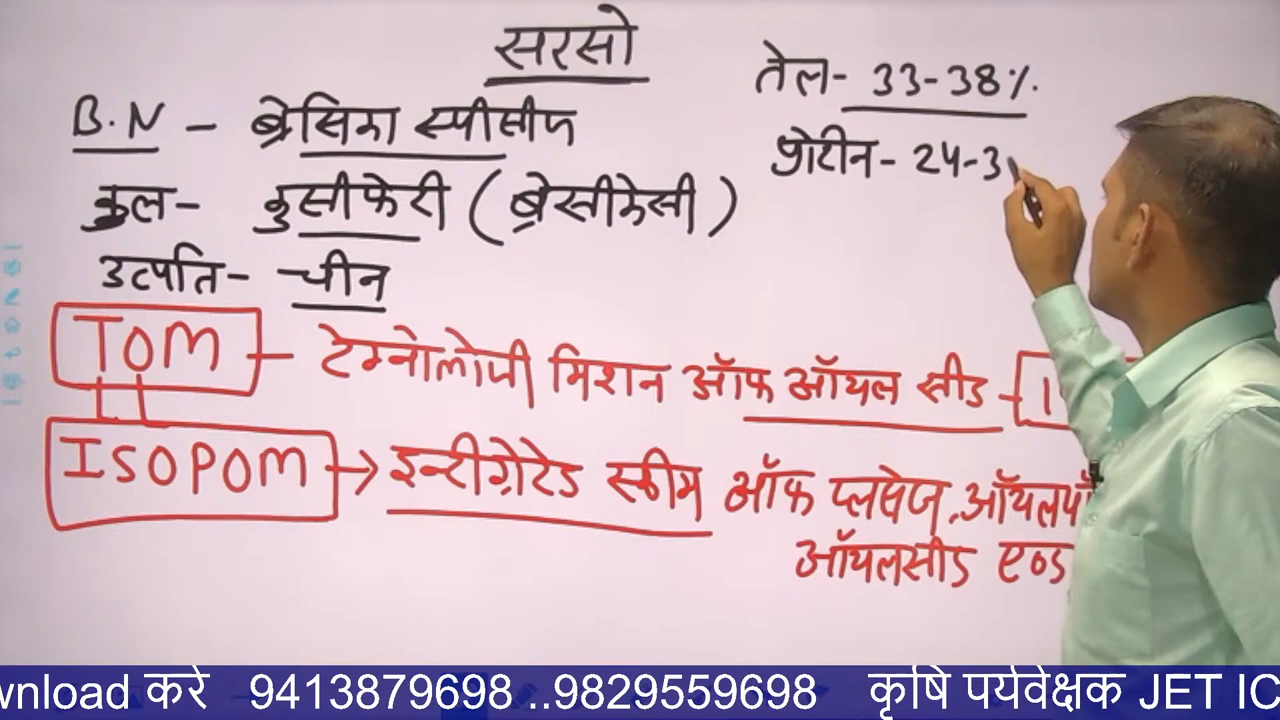 सरसो
तेल- 33-38%.
B.N - ब्रेसिका स्पीसीज
प्रोटीन- 24-3
कुल- क्रुसीफेरी (ब्रेसीकेसी)
उत्पति- चीन
TOM - टेक्नोलोजी मिशन ऑफ ऑयल सीड -
ISOPOM → इन्टीग्रेटेड स्कीम ऑफ प्लसेज, ऑयलपॉ
ऑयलसीड एण्ड
wnload करे 9413879698 ..9829559698 कृषि पर्यवेक्षक JET IC